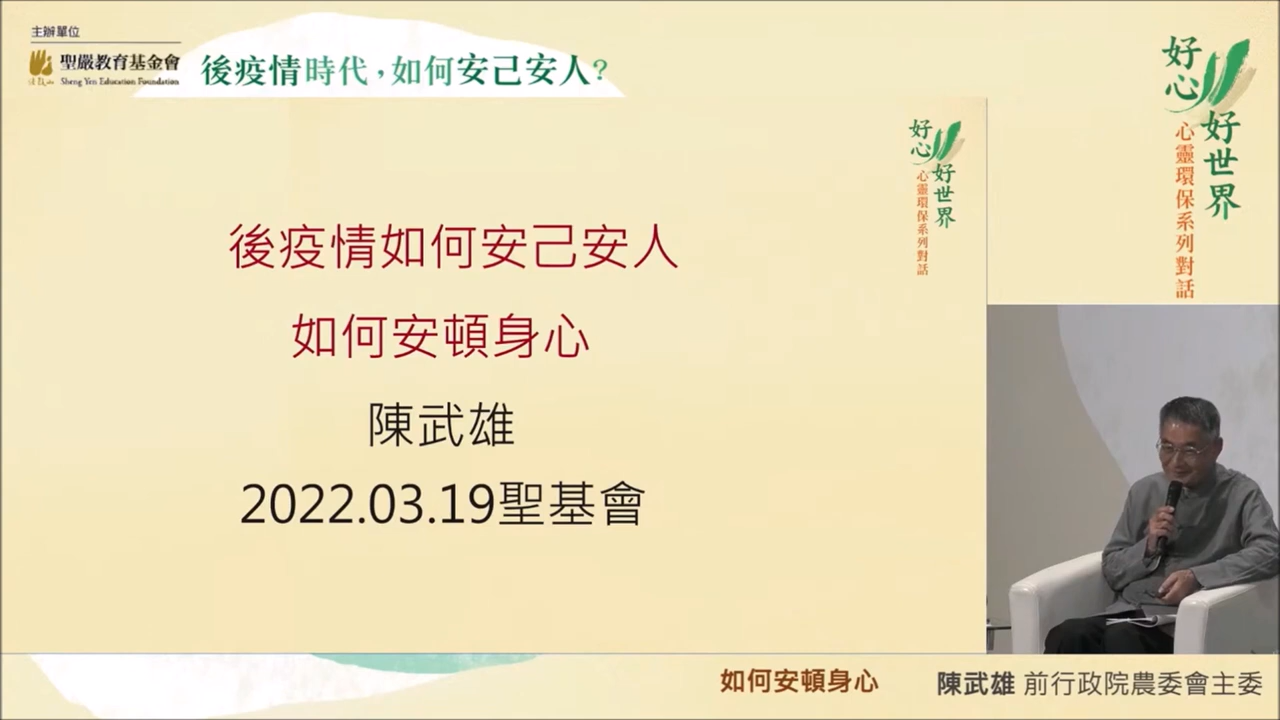 主辦單位
聖嚴教育基金會
Sheng Yen Education Foundation
後疫情時代，如何安己安人？
好心
好世界
心靈環保系列對話
好心
好世界
心靈環保系列對話
後疫情如何安己安人
如何安頓身心
陳武雄
2022.03.19聖基會
如何安頓身心
陳武雄 前行政院農委會主委